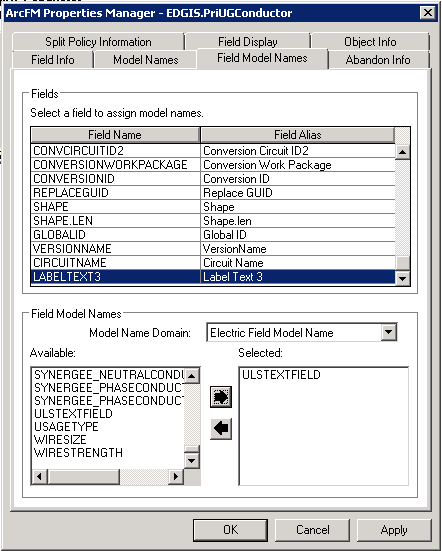 ArcFM Properties Manager - EDGIS.PriUGConductor
Split Policy Information Field Display Object Info
Field Info Model Names Field Model Names Abandon Info
Fields
Select a field to assign model names.
Field Name Field Alias
CONVCIRCUITID2 Conversion Circuit ID2
CONVERSIONWORKPACKAGE Conversion Work Package
CONVERSIONID Conversion ID
REPLACEGUID Replace GUID
SHAPE Shape
SHAPE.LEN Shape.len
GLOBALID Global ID
VERSIONNAME VersionName
CIRCUITNAME Circuit Name
LABELTEXT3 Label Text 3
Field Model Names
Model Name Domain: Electric Field Model Name
Available: Selected:
SYNERGEE_NEUTRALCONDU ULSTEXTFIELD
SYNERGEE_PHASECONDUCT
SYNERGEE_PHASECONDUCT
ULSTEXTFIELD
USAGETYPE
WIRESIZE
WIRESTRENGTH
OK Cancel Apply